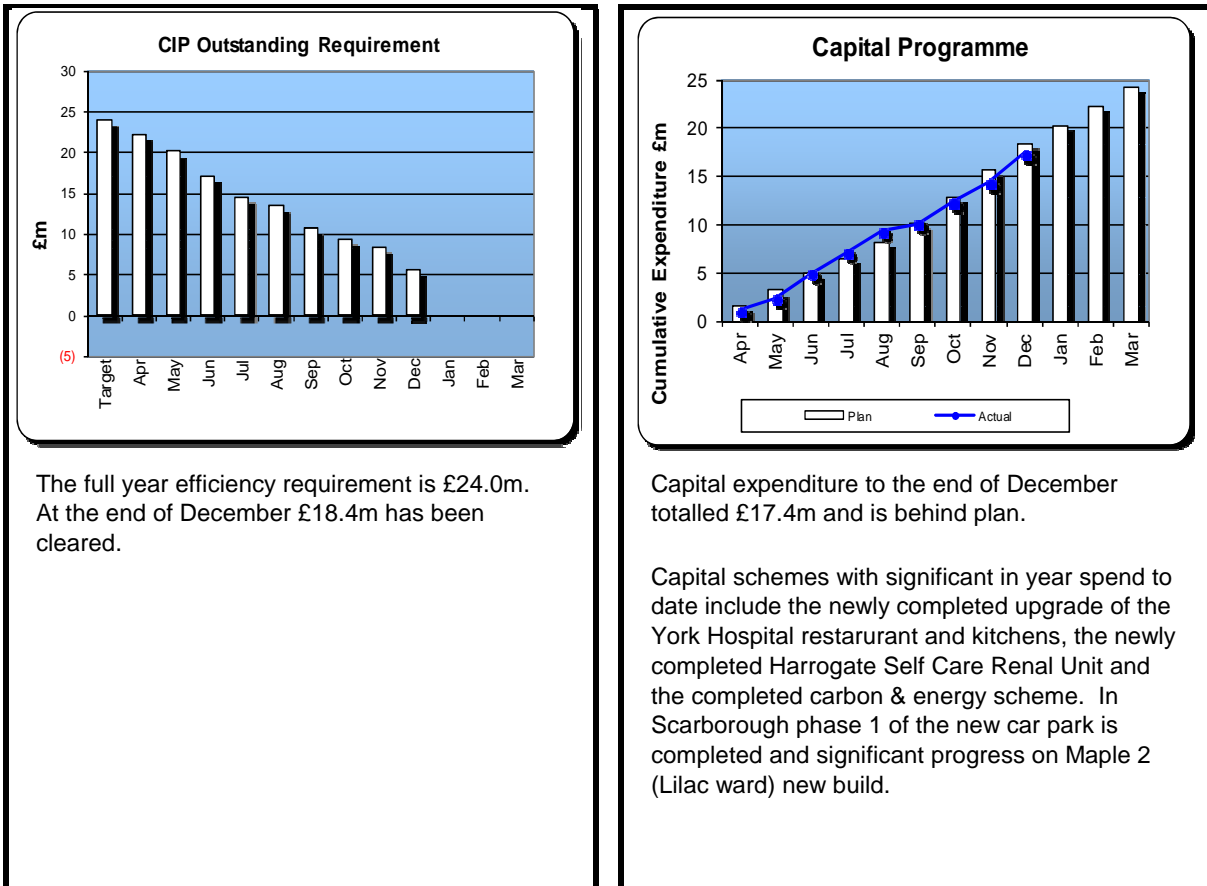 CIP Outstanding Requirement
30
25
20
15
10
5
0
(5)
£m
Target Apr May Jun Jul Aug Sep Oct Nov Dec Jan Feb Mar
The full year efficiency requirement is £24.0m.
At the end of December £18.4m has been
cleared.
Capital Programme
25
20
15
10
5
0
Cumulative Expenditure £m
Apr May Jun Jul Aug Sep Oct Nov Dec Jan Feb Mar
Plan Actual
Capital expenditure to the end of December
totalled £17.4m and is behind plan.
Capital schemes with significant in year spend to
date include the newly completed upgrade of the
York Hospital restarurant and kitchens, the newly
completed Harrogate Self Care Renal Unit and
the completed carbon & energy scheme. In
Scarborough phase 1 of the new car park is
completed and significant progress on Maple 2
(Lilac ward) new build.